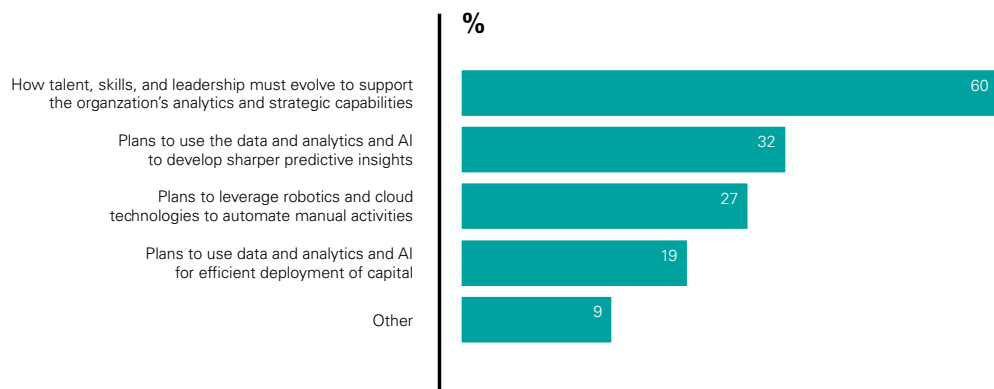 %
How talent, skills, and leadership must evolve to support
the organzation’s analytics and strategic capabilities
60
Plans to use the data and analytics and AI
to develop sharper predictive insights
32
Plans to leverage robotics and cloud
technologies to automate manual activities
27
Plans to use data and analytics and AI
for efficient deployment of capital
19
Other
9